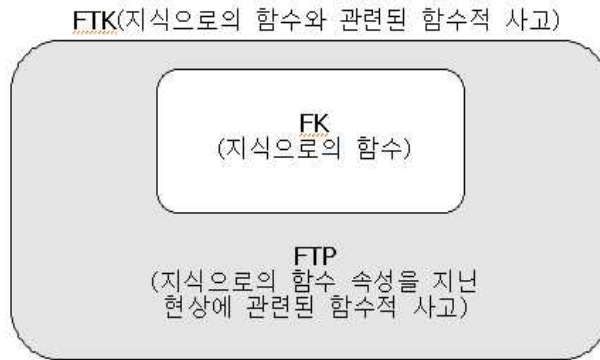 FTK(지식으로의 함수와 관련된 함수적 사고)
FK
(지식으로의 함수)
FTP
(지식으로의 함수 속성을 지닌
현상에 관련된 함수적 사고)